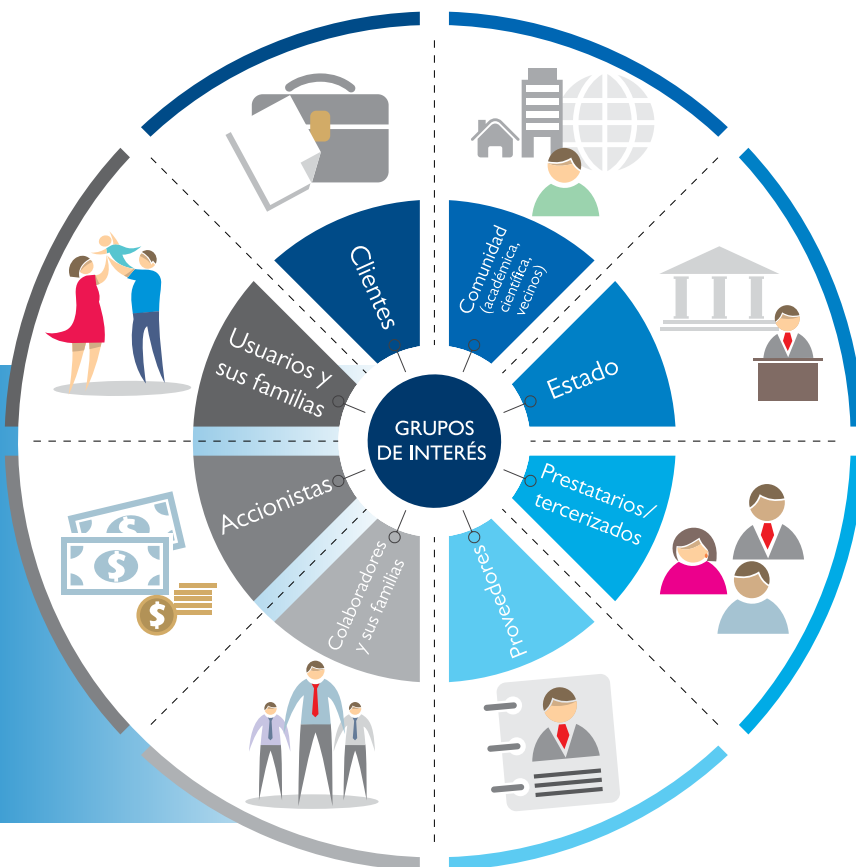 GRUPOS
DE INTERÉS
Clientes
Comunidad
(académica,
científica,
vecinos)
Estado
Prestatarios/
tercerizados
Proveedores
Colaboradores
y sus familias
Accionistas
Usuarios y
sus familias
$
$
$